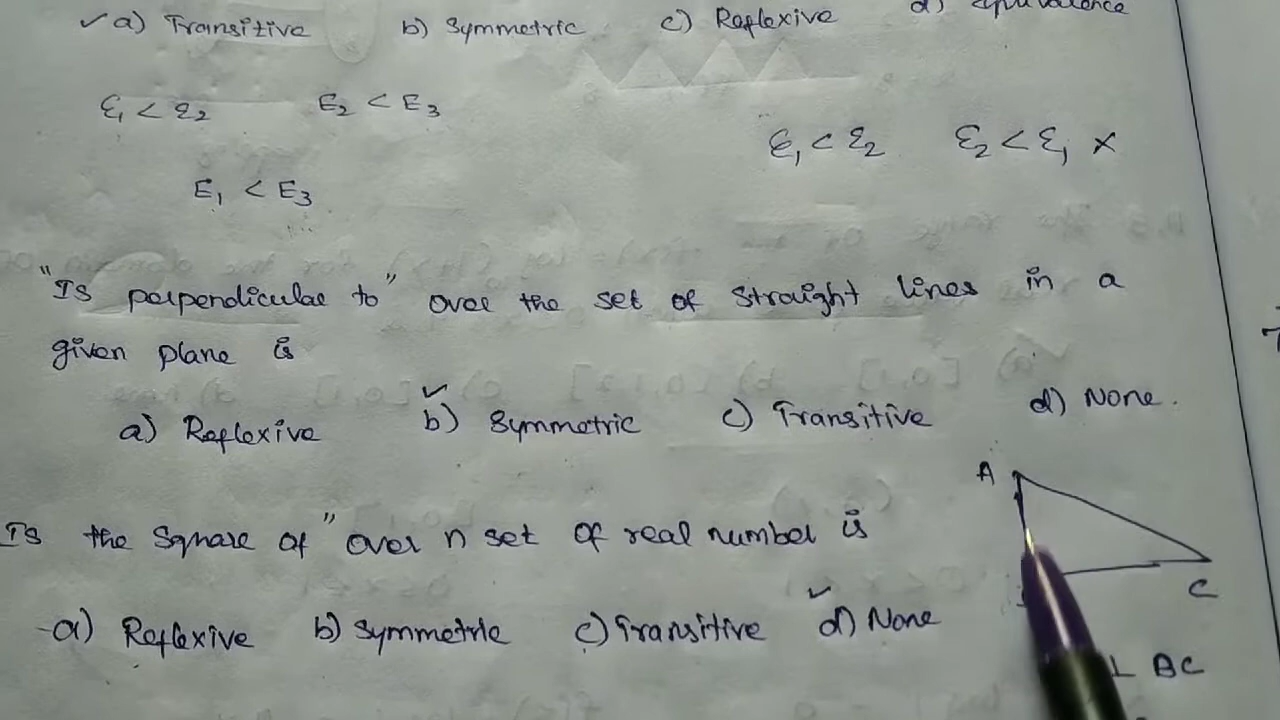 ✓a) Transitive b) Symmetric c) Reflexive d) equivalence
E₁ < E₂ E₂ < E₃
E₁ < E₂ E₂ < E₁ ×
E₁ < E₃
"Is perpendicular to" over the set of straight lines in a
given plane is
a) Reflexive ✓b) Symmetric c) Transitive d) None.
A
Is the square of" over n set of real number is
C
a) Reflexive b) symmetric c) Transitive ✓d) None
⊥ BC